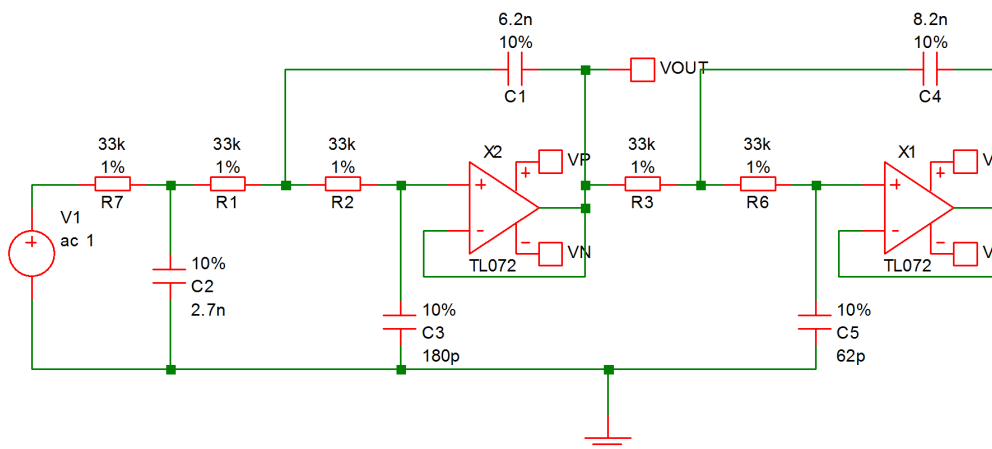 6.2n
10%
C1
8.2n
10%
C4
VOUT
33k
1%
R7
33k
1%
R1
33k
1%
R2
X2
+
-
TL072
+
VP
-
VN
33k
1%
R3
33k
1%
R6
X1
+
-
TL072
+
V
-
V
V1
ac 1
+
10%
C2
2.7n
10%
C3
180p
10%
C5
62p